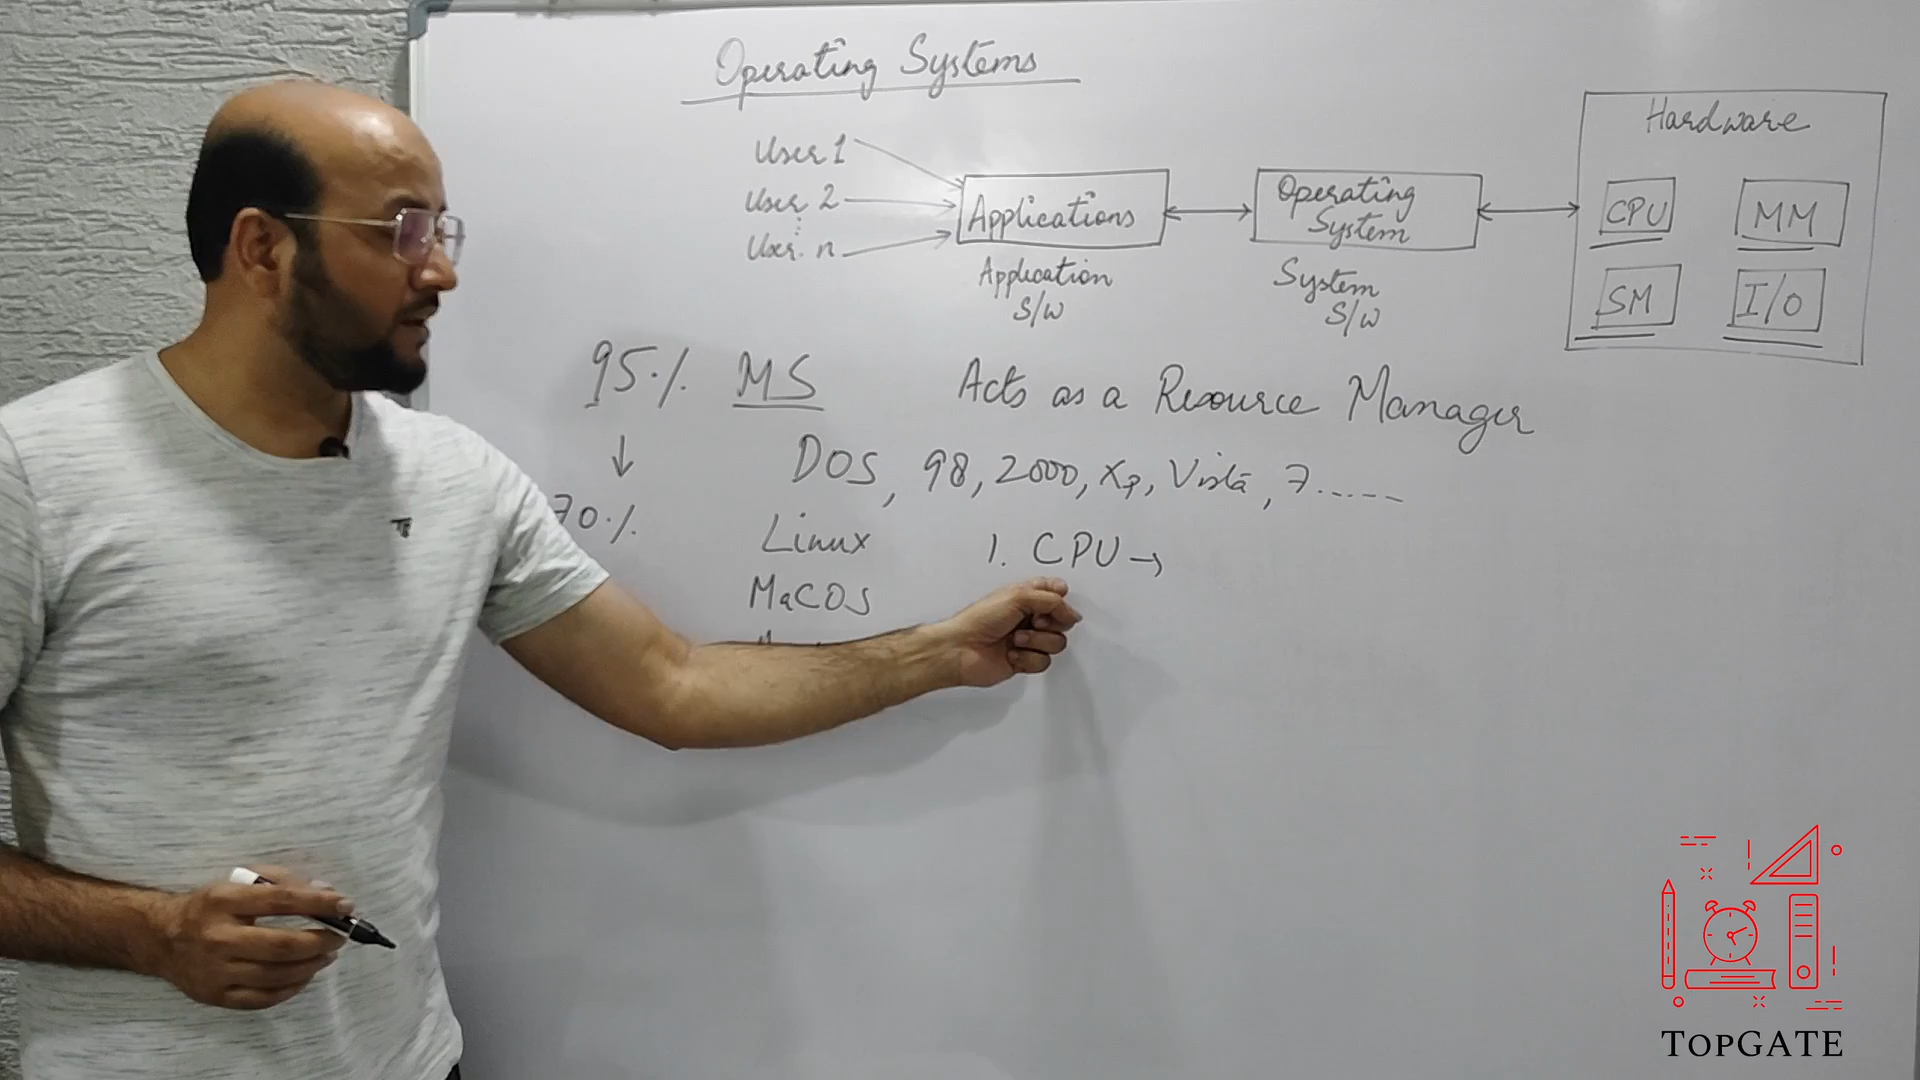 Operating Systems
User 1
User 2
User n
Applications
Application
S/W
Operating
System
System
S/W
Hardware
CPU
MM
SM
I/O
95% MS
Acts as a Resource Manager
↓
DOS, 98, 2000, XP, Vista, 7......
70%
Linux
1. CPU →
MaCOS
TOPGATE